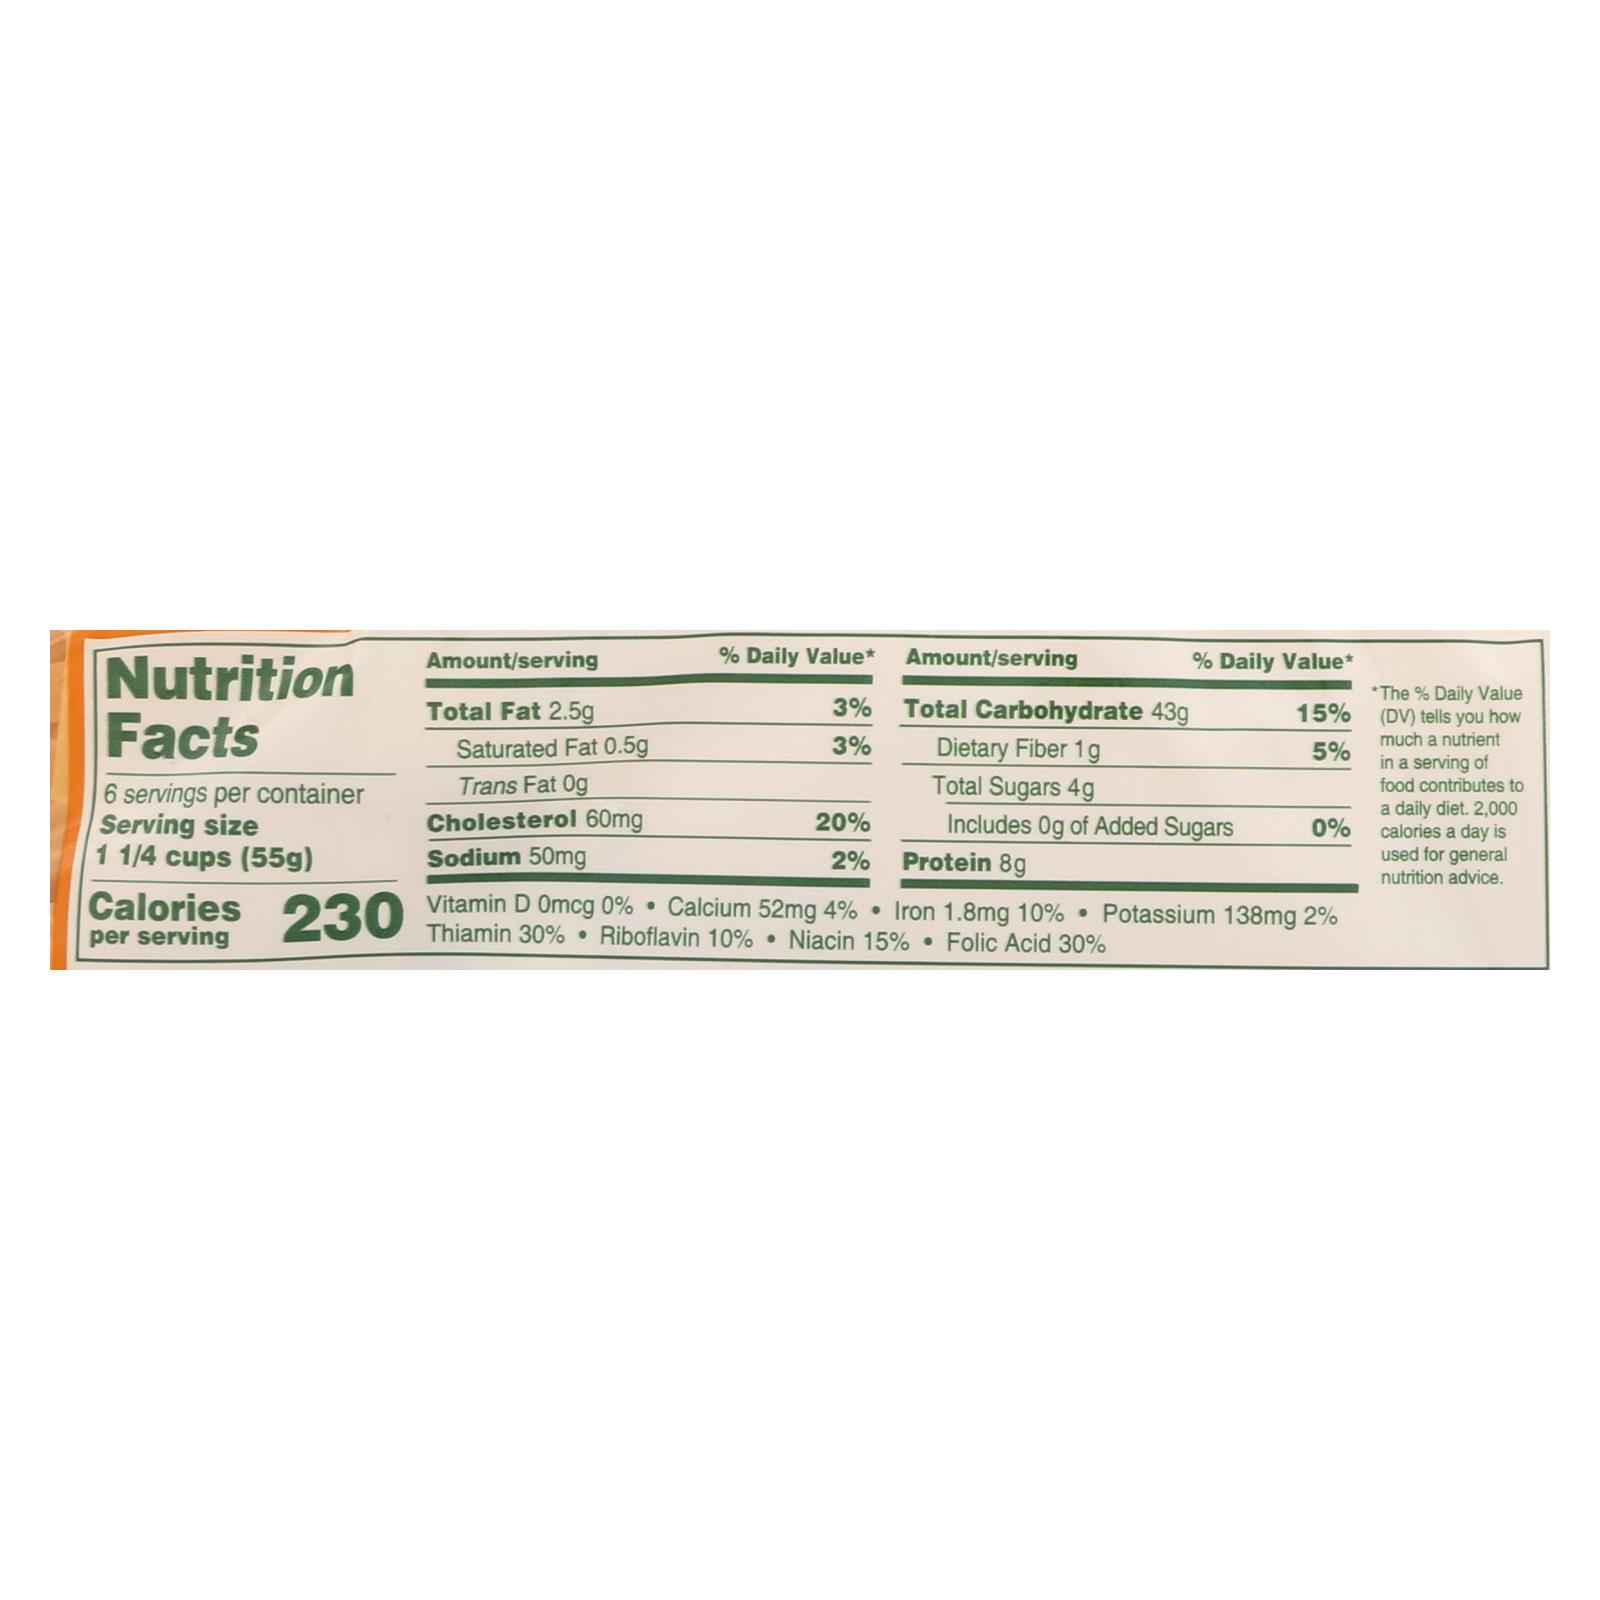 Nutrition
Facts
6 servings per container
Serving size
1 1/4 cups (55g)
Calories
per serving
230
Amount/serving % Daily Value*
Total Fat 2.5g 3%
Saturated Fat 0.5g 3%
Trans Fat 0g
Cholesterol 60mg 20%
Sodium 50mg 2%
Amount/serving % Daily Value*
Total Carbohydrate 43g 15%
Dietary Fiber 1g 5%
Total Sugars 4g
Includes 0g of Added Sugars 0%
Protein 8g
Vitamin D 0mcg 0% • Calcium 52mg 4% • Iron 1.8mg 10% • Potassium 138mg 2%
Thiamin 30% • Riboflavin 10% • Niacin 15% • Folic Acid 30%
*The % Daily Value
(DV) tells you how
much a nutrient
in a serving of
food contributes to
a daily diet. 2,000
calories a day is
used for general
nutrition advice.